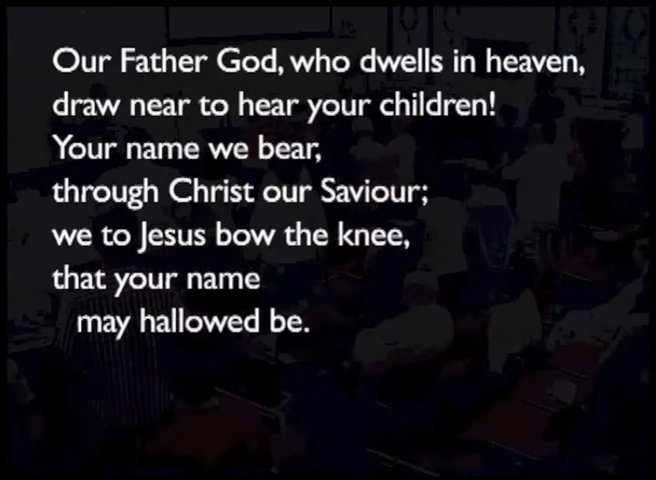 Our Father God, who dwells in heaven,
draw near to hear your children!
Your name we bear,
through Christ our Saviour;
we to Jesus bow the knee,
that your name
may hallowed be.